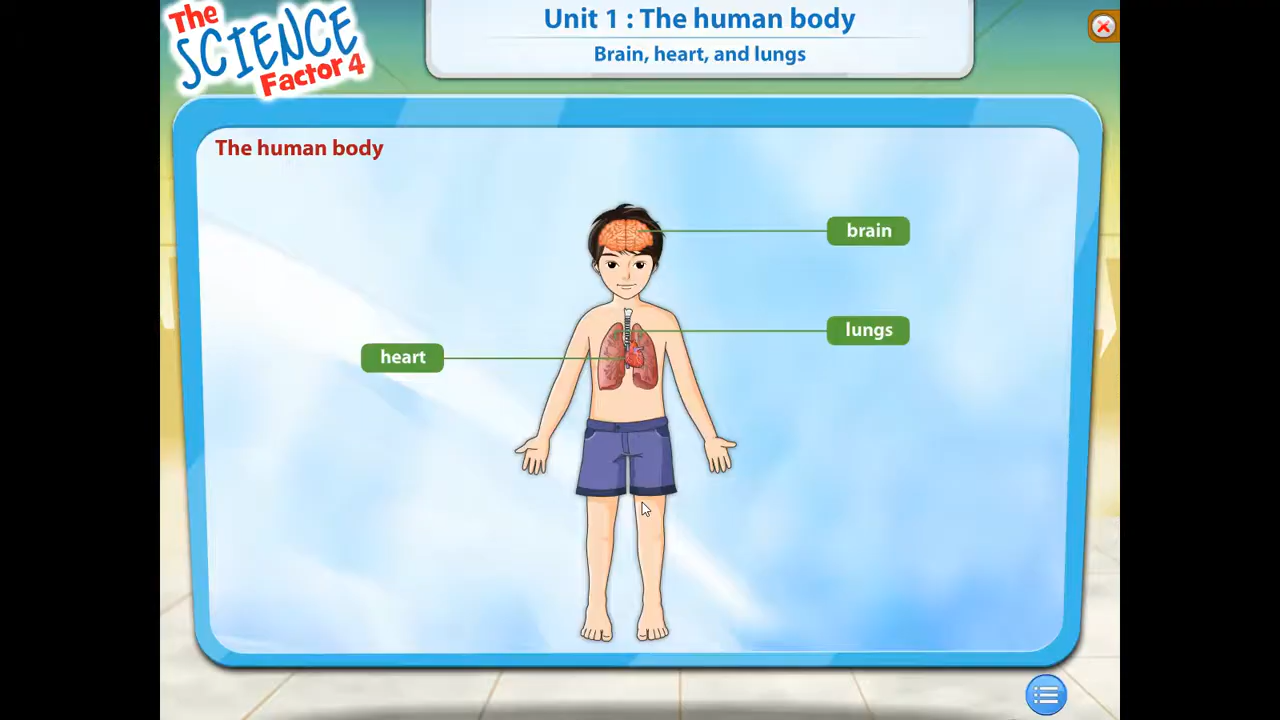 The
SCIENCE
Factor 4
Unit 1 : The human body
Brain, heart, and lungs
The human body
brain
lungs
heart